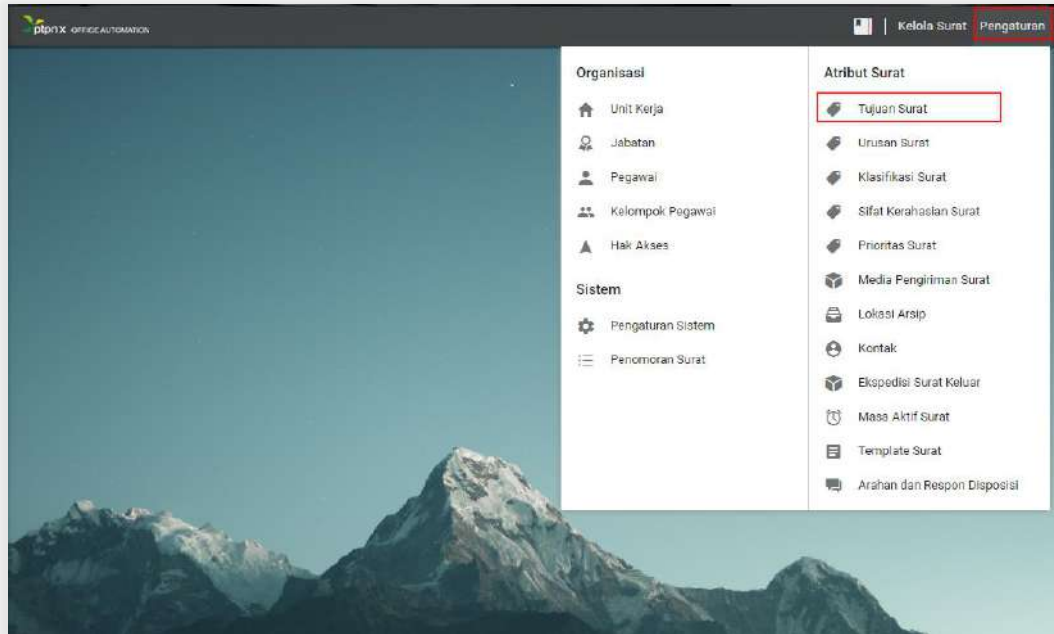 ptpnx OFFICE AUTOMATION
Kelola Surat Pengaturan
Organisasi
Unit Kerja
Jabatan
Pegawai
Kelompok Pegawai
Hak Akses
Sistem
Pengaturan Sistem
Penomoran Surat
Atribut Surat
Tujuan Surat
Urusan Surat
Klasifikasi Surat
Sifat Kerahasian Surat
Prioritas Surat
Media Pengiriman Surat
Lokasi Arsip
Kontak
Ekspedisi Surat Keluar
Masa Aktif Surat
Template Surat
Arahan dan Respon Disposisi